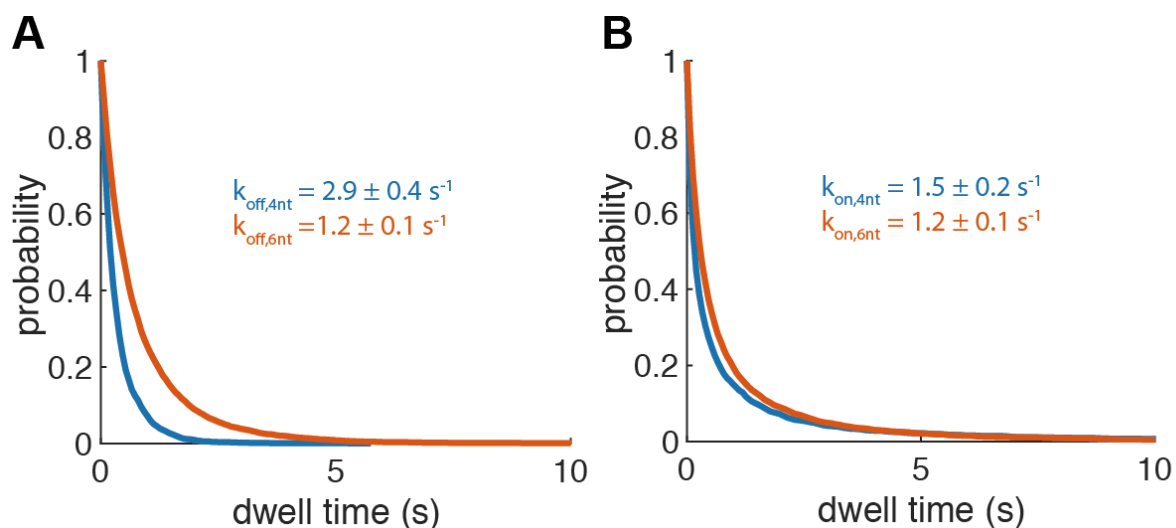 A
1
0.8
0.6
0.4
0.2
0
probability
k_off,4nt = 2.9 ± 0.4 s⁻¹
k_off,6nt =1.2 ± 0.1 s⁻¹
0
5
10
dwell time (s)
B
1
0.8
0.6
0.4
0.2
0
probability
k_on,4nt = 1.5 ± 0.2 s⁻¹
k_on,6nt = 1.2 ± 0.1 s⁻¹
0
5
10
dwell time (s)